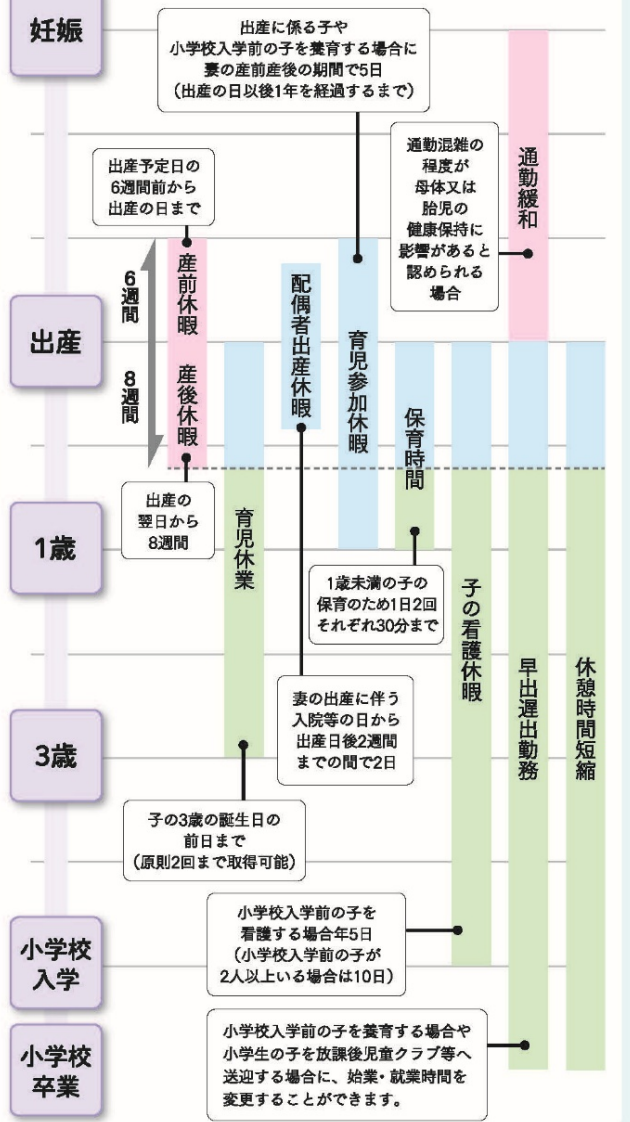 妊娠
出産に係る子や
小学校入学前の子を養育する場合に
妻の産前産後の期間で5日
(出産の日以後1年を経過するまで)
通勤混雑の
程度が
母体又は
胎児の
健康保持に
影響があると
認められる
場合
通勤緩和
出産予定日の
6週間前から
出産の日まで
6週間
産前休暇
出産
8週間
産後休暇
配偶者出産休暇
育児参加休暇
保育時間
出産の
翌日から
8週間
1歳
育児休業
1歳未満の子の
保育のため1日2回
それぞれ30分まで
子の看護休暇
早出遅出勤務
休憩時間短縮
妻の出産に伴う
入院等の日から
出産日後2週間
までの間で2日
3歳
子の3歳の誕生日の
前日まで
(原則2回まで取得可能)
小学校入学前の子を
看護する場合年5日
(小学校入学前の子が
2人以上いる場合は10日)
小学校
入学
小学校入学前の子を養育する場合や
小学生の子を放課後児童クラブ等へ
送迎する場合に、始業・就業時間を
変更することができます。
小学校
卒業